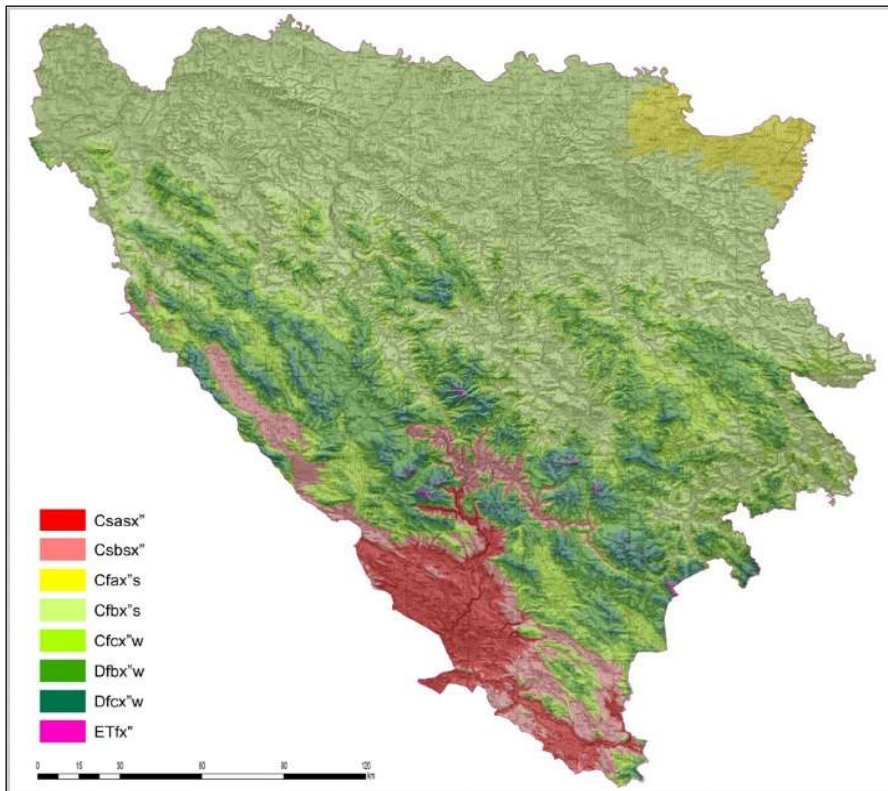 Csasx"
Csbsx"
Cfax"s
Cfbx"s
Cfcx"w
Dfbx"w
Dfcx"w
ETfx"
0 15 30 60 90 120
km